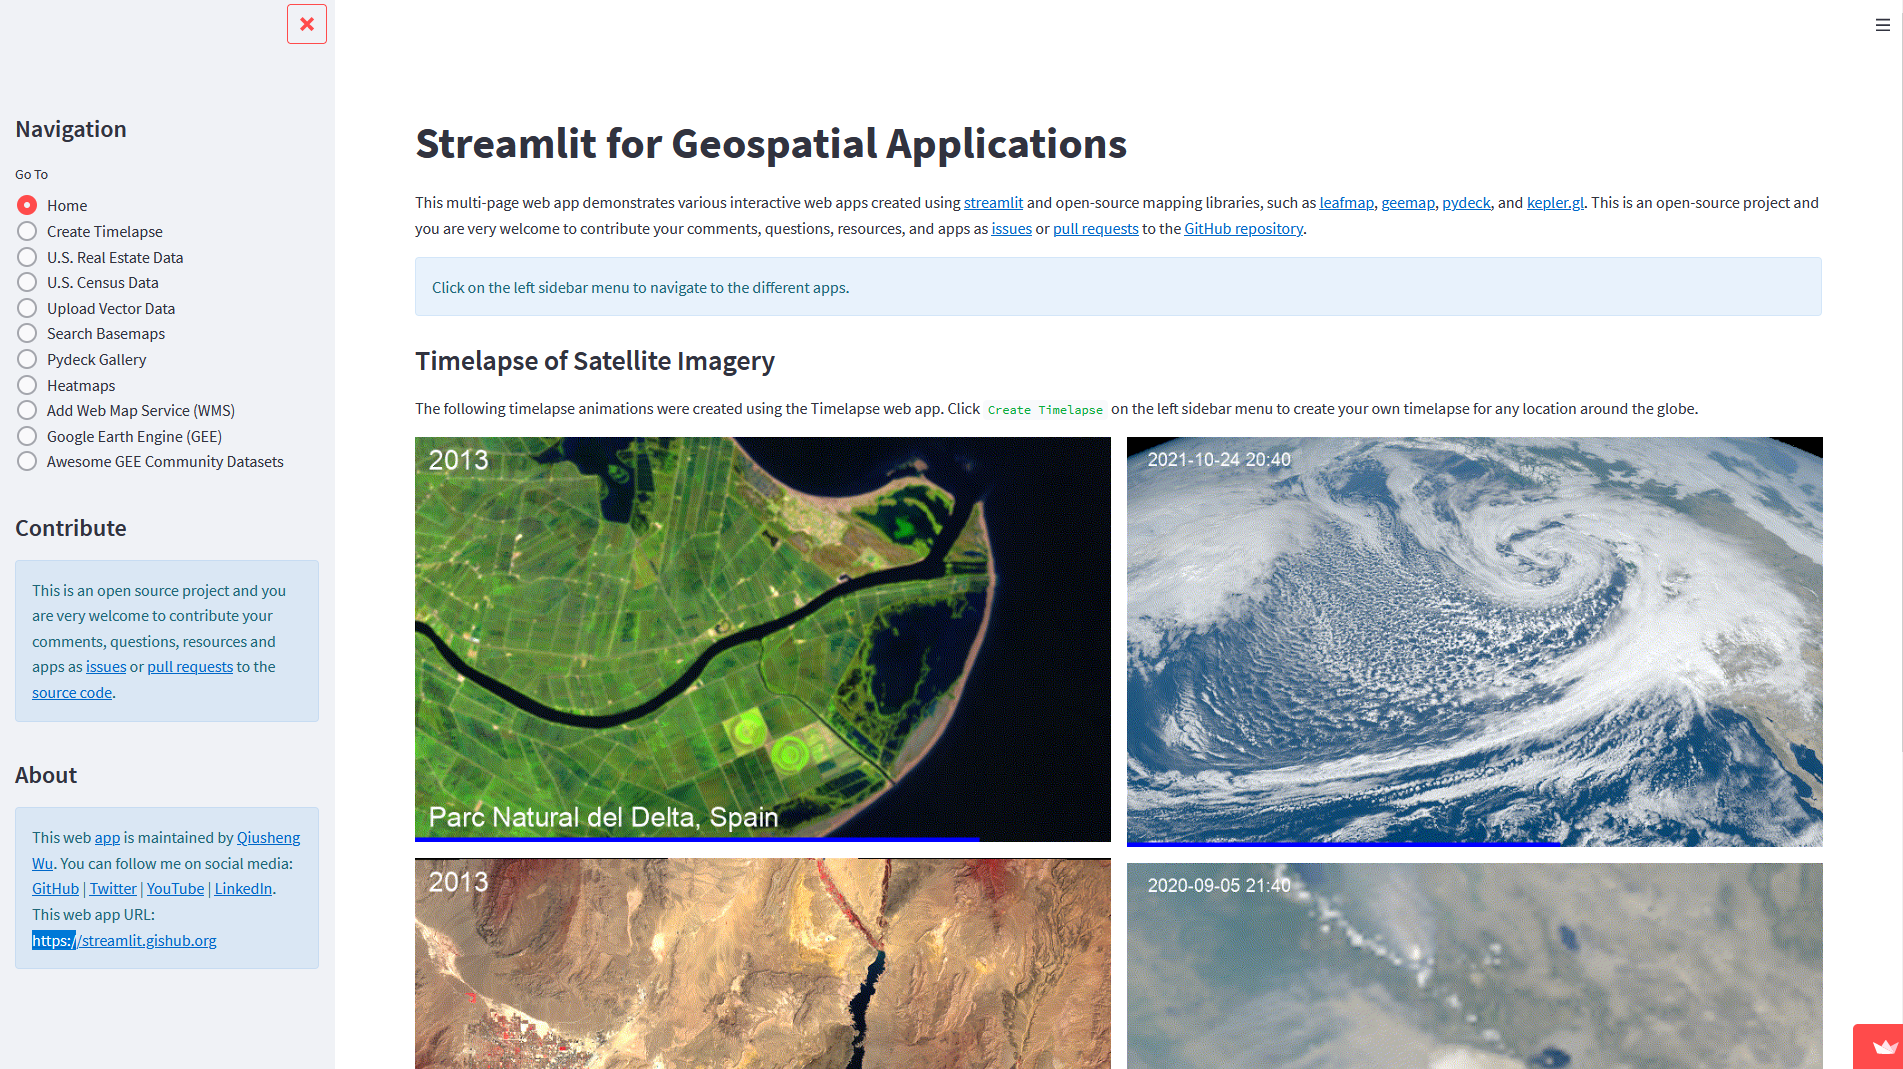 Navigation
Go To
Home
Create Timelapse
U.S. Real Estate Data
U.S. Census Data
Upload Vector Data
Search Basemaps
Pydeck Gallery
Heatmaps
Add Web Map Service (WMS)
Google Earth Engine (GEE)
Awesome GEE Community Datasets
Contribute
This is an open source project and you
are very welcome to contribute your
comments, questions, resources and
apps as issues or pull requests to the
source code.
About
This web app is maintained by Qiusheng
Wu. You can follow me on social media:
GitHub | Twitter | YouTube | LinkedIn.
This web app URL:
https://streamlit.gishub.org
Streamlit for Geospatial Applications
This multi-page web app demonstrates various interactive web apps created using streamlit and open-source mapping libraries, such as leafmap, geemap, pydeck, and kepler.gl. This is an open-source project and
you are very welcome to contribute your comments, questions, resources, and apps as issues or pull requests to the GitHub repository.
Click on the left sidebar menu to navigate to the different apps.
Timelapse of Satellite Imagery
The following timelapse animations were created using the Timelapse web app. Click Create Timelapse on the left sidebar menu to create your own timelapse for any location around the globe.
2013
Parc Natural del Delta, Spain
2021-10-24 20:40
2013
2020-09-05 21:40